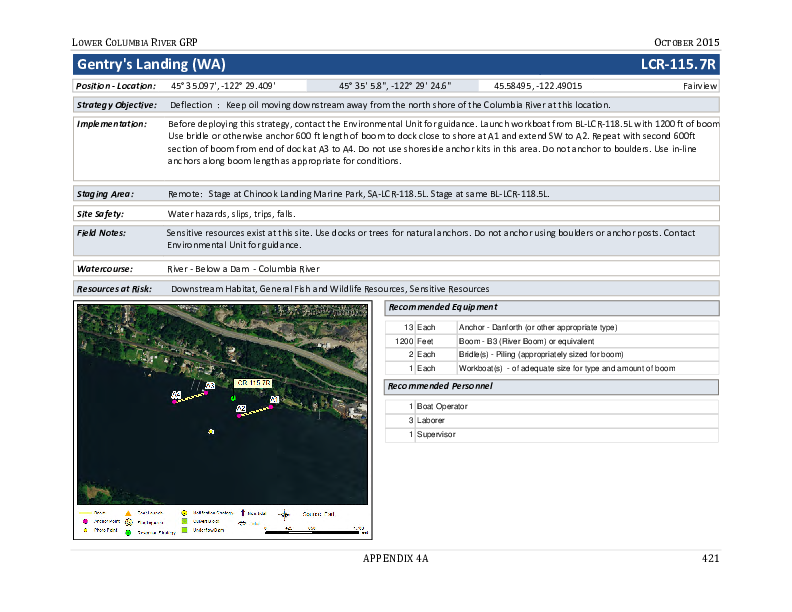 LOWER COLUMBIA RIVER GRP OCTOBER 2015
Gentry's Landing (WA) LCR-115.7R
Position - Location: 45° 35.097', -122° 29.409' 45° 35' 5.8", -122° 29' 24.6" 45.58495, -122.49015 Fairview
Strategy Objective: Deflection : Keep oil moving downstream away from the north shore of the Columbia River at this location.
Implementation: Before deploying this strategy, contact the Environmental Unit for guidance. Launch workboat from BL-LCR-118.5L with 1200 ft of boom
Use bridle or otherwise anchor 600 ft length of boom to dock close to shore at A1 and extend SW to A2. Repeat with second 600ft
section of boom from end of dock at A3 to A4. Do not use shoreside anchor kits in this area. Do not anchor to boulders. Use in-line
anchors along boom length as appropriate for conditions.
Staging Area: Remote: Stage at Chinook Landing Marine Park, SA-LCR-118.5L. Stage at same BL-LCR-118.5L.
Site Safety: Water hazards, slips, trips, falls.
Field Notes: Sensitive resources exist at this site. Use docks or trees for natural anchors. Do not anchor using boulders or anchor posts. Contact
Environmental Unit for guidance.
Watercourse: River - Below a Dam - Columbia River
Resources at Risk: Downstream Habitat, General Fish and Wildlife Resources, Sensitive Resources
Recommended Equipment
13 Each Anchor - Danforth (or other appropriate type)
1200 Feet Boom - B3 (River Boom) or equivalent
2 Each Bridle(s) - Piling (appropriately sized for boom)
1 Each Workboat(s) - of adequate size for type and amount of boom
Recommended Personnel
1 Boat Operator
3 Laborer
1 Supervisor
LCR-115.7R
A3
A4
A1
A2
Anchor Point
Photo Point
Notification Strategy
Underflow Dam
APPENDIX 4A 421